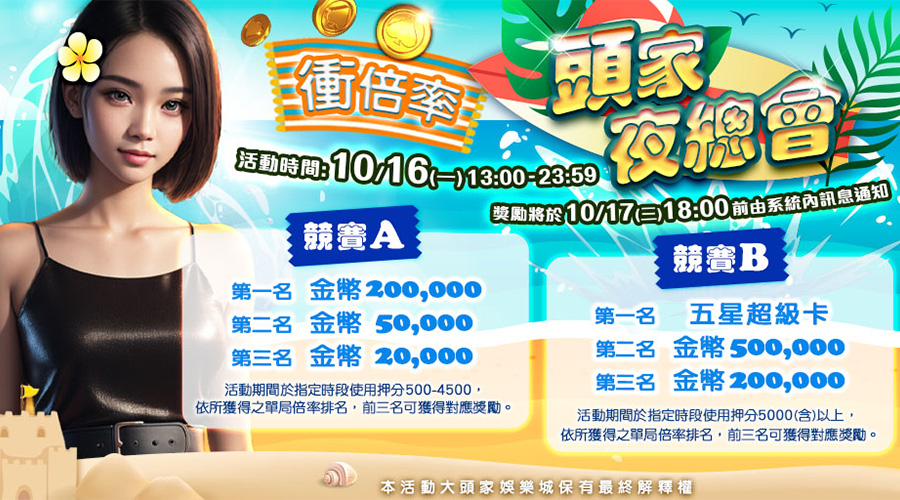 衝倍率
頭家
夜總會
活動時間:10/16(一)13:00-23:59
獎勵將於10/17(三)18:00前由系統內訊息通知
競賽A
第一名 金幣200,000
第二名 金幣 50,000
第三名 金幣 20,000
活動期間於指定時段使用押分500-4500，
依所獲得之單局倍率排名，前三名可獲得對應獎勵。
競賽B
第一名 五星超級卡
第二名 金幣500,000
第三名 金幣200,000
活動期間於指定時段使用押分5000(含)以上，
依所獲得之單局倍率排名，前三名可獲得對應獎勵。
本活動大頭家娛樂城保有最終解釋權